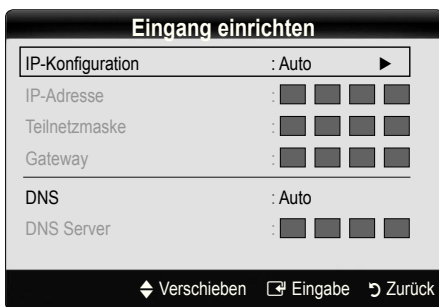 Eingang einrichten
IP-Konfiguration : Auto ►
IP-Adresse :
Teilnetzmaske :
Gateway :
DNS : Auto
DNS Server :
Verschieben Eingabe Zurück